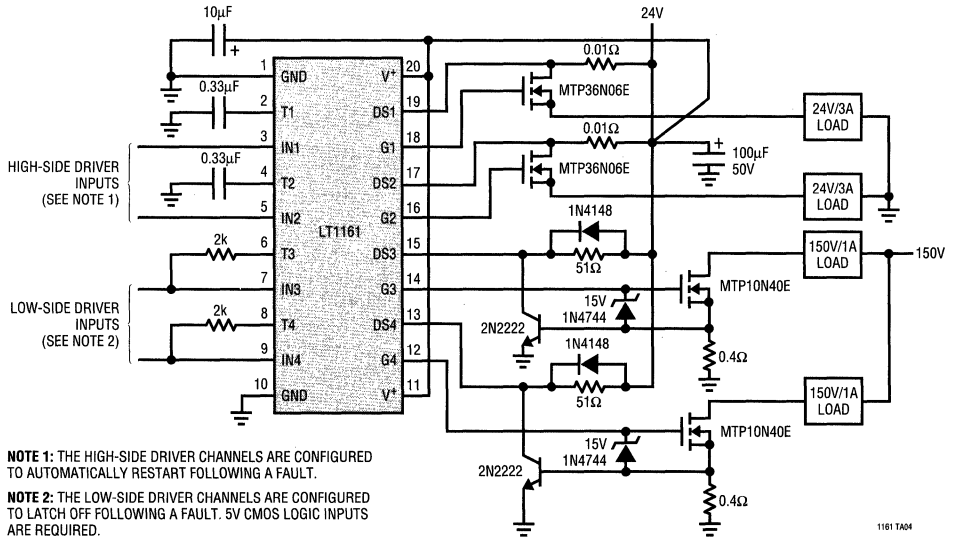 10µF
+
24V
0.01Ω
1 GND
V+ 20
0.33µF
2 T1
DS1 19
MTP36N06E
24V/3A
LOAD
3 IN1
G1 18
0.01Ω
+
100µF
50V
HIGH-SIDE DRIVER
INPUTS
(SEE NOTE 1)
0.33µF
4 T2
DS2 17
MTP36N06E
24V/3A
LOAD
5 IN2
G2 16
1N4148
LT1161
2k
6 T3
DS3 15
51Ω
150V/1A
LOAD
150V
7 IN3
G3 14
MTP10N40E
LOW-SIDE DRIVER
INPUTS
(SEE NOTE 2)
15V
1N4744
2k
8 T4
DS4 13
2N2222
1N4148
0.4Ω
9 IN4
G4 12
10 GND
V+ 11
51Ω
150V/1A
LOAD
MTP10N40E
15V
1N4744
2N2222
0.4Ω
NOTE 1: THE HIGH-SIDE DRIVER CHANNELS ARE CONFIGURED
TO AUTOMATICALLY RESTART FOLLOWING A FAULT.
NOTE 2: THE LOW-SIDE DRIVER CHANNELS ARE CONFIGURED
TO LATCH OFF FOLLOWING A FAULT. 5V CMOS LOGIC INPUTS
ARE REQUIRED.
1161 TA04